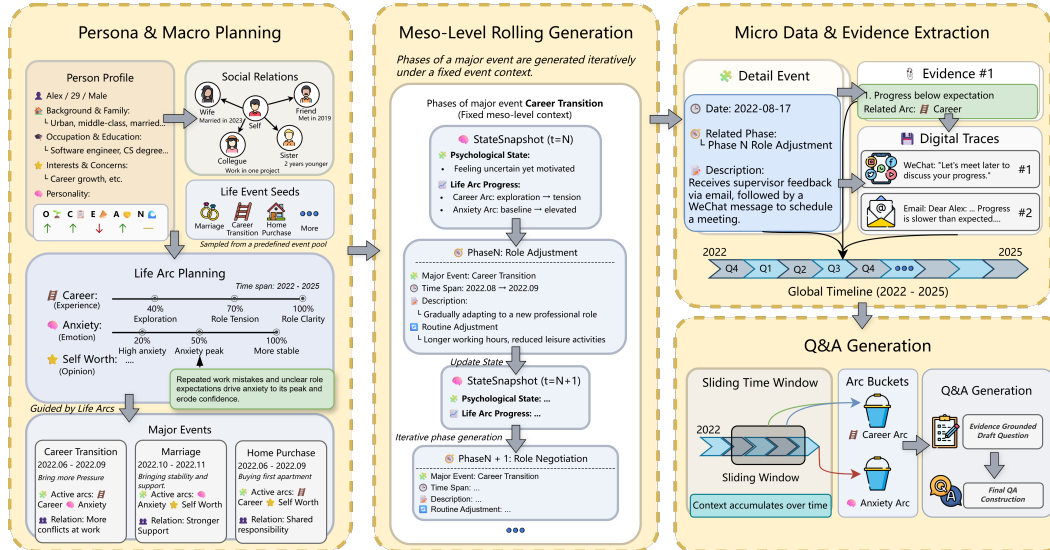 Persona & Macro Planning
Person Profile
Alex / 29 / Male
Background & Family:
└ Urban, middle-class, married...
Occupation & Education:
└ Software engineer, CS degree...
Interests & Concerns:
└ Career growth, etc.
Personality:
O C E A N
↑ ↑ ↓ ↑ —
Social Relations
Wife
Married in 2023
Self
Friend
Met in 2019
Collegue
Work in one project
Sister
2 years younger
Life Event Seeds
Marriage
Career
Transition
Home
Purchase
More
Sampled from a predefined event pool
Life Arc Planning
Time span: 2022 - 2025
Career:
(Experience)
40%
Exploration
70%
Role Tension
100%
Role Clarity
Anxiety:
(Emotion)
20%
High anxiety
50%
Anxiety peak
100%
More stable
Self Worth:
(Opinion)
....
Repeated work mistakes and unclear role
expectations drive anxiety to its peak and
erode confidence.
Guided by Life Arcs
Major Events
Career Transition
2022.06 - 2022.09
Bring more Pressure
Active arcs:
Career Anxiety
Relation: More
conflicts at work
Marriage
2022.10 - 2022.11
Bringing stability and
support.
Active arcs:
Anxiety Self Worth
Relation: Stronger
Support
Home Purchase
2022.06 - 2022.09
Buying first apartment
Active arcs:
Career Self Worth
Relation: Shared
responsibility
Meso-Level Rolling Generation
Phases of a major event are generated iteratively
under a fixed event context.
Phases of major event Career Transition
(Fixed meso-level context)
StateSnapshot (t=N)
Psychological State:
• Feeling uncertain yet motivated
Life Arc Progress:
• Career Arc: exploration → tension
• Anxiety Arc: baseline → elevated
PhaseN: Role Adjustment
Major Event: Career Transition
Time Span: 2022.08 → 2022.09
Description:
└ Gradually adapting to a new professional role
Routine Adjustment
└ Longer working hours, reduced leisure activities
Update State
StateSnapshot (t=N+1)
Psychological State: ...
Life Arc Progress: ...
Iterative phase generation
PhaseN + 1: Role Negotiation
Major Event: Career Transition
Time Span: ...
Description: ...
Routine Adjustment: ...
Micro Data & Evidence Extraction
Detail Event
Date: 2022-08-17
Related Phase:
└ Phase N Role Adjustment
Description:
Receives supervisor feedback
via email, followed by a
WeChat message to schedule
a meeting.
Evidence #1
1. Progress below expectation
Related Arc: Career
Digital Traces
WeChat: "Let's meet later to
discuss your progress."
#1
Email: Dear Alex: ... Progress
is slower than expected....
#2
2022
2025
Q4 Q1 Q2 Q3 Q4
Global Timeline (2022 - 2025)
Q&A Generation
Sliding Time Window
2022
Sliding Window
Context accumulates over time
Arc Buckets
Career Arc
Anxiety Arc
Q&A Generation
Evidence Grounded
Draft Question
Final QA
Construction
Q
A